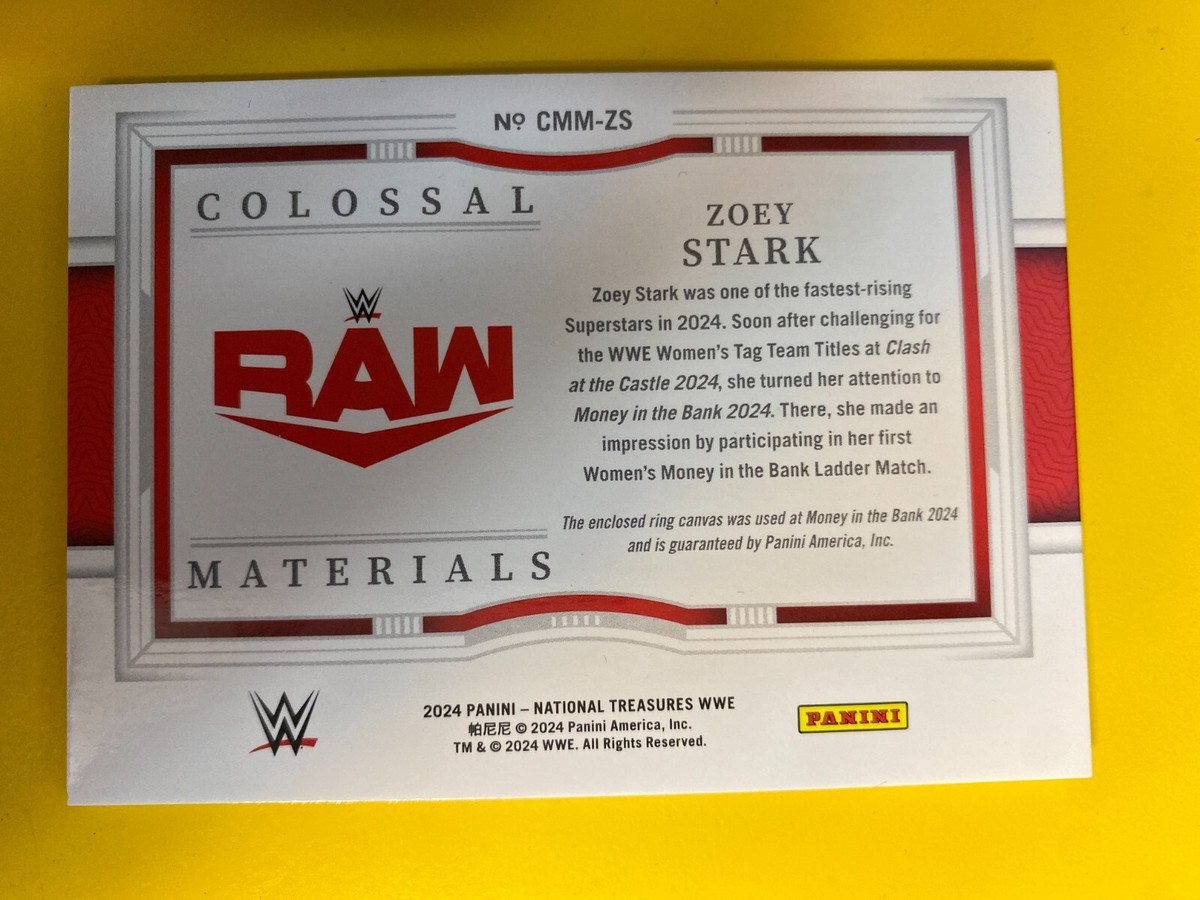 Nº CMM-ZS
COLOSSAL
W
RAW
MATERIALS
ZOEY
STARK
Zoey Stark was one of the fastest-rising
Superstars in 2024. Soon after challenging for
the WWE Women's Tag Team Titles at Clash
at the Castle 2024, she turned her attention to
Money in the Bank 2024. There, she made an
impression by participating in her first
Women's Money in the Bank Ladder Match.
The enclosed ring canvas was used at Money in the Bank 2024
and is guaranteed by Panini America, Inc.
W
2024 PANINI – NATIONAL TREASURES WWE
帕尼尼 © 2024 Panini America, Inc.
TM & © 2024 WWE. All Rights Reserved.
PANINI